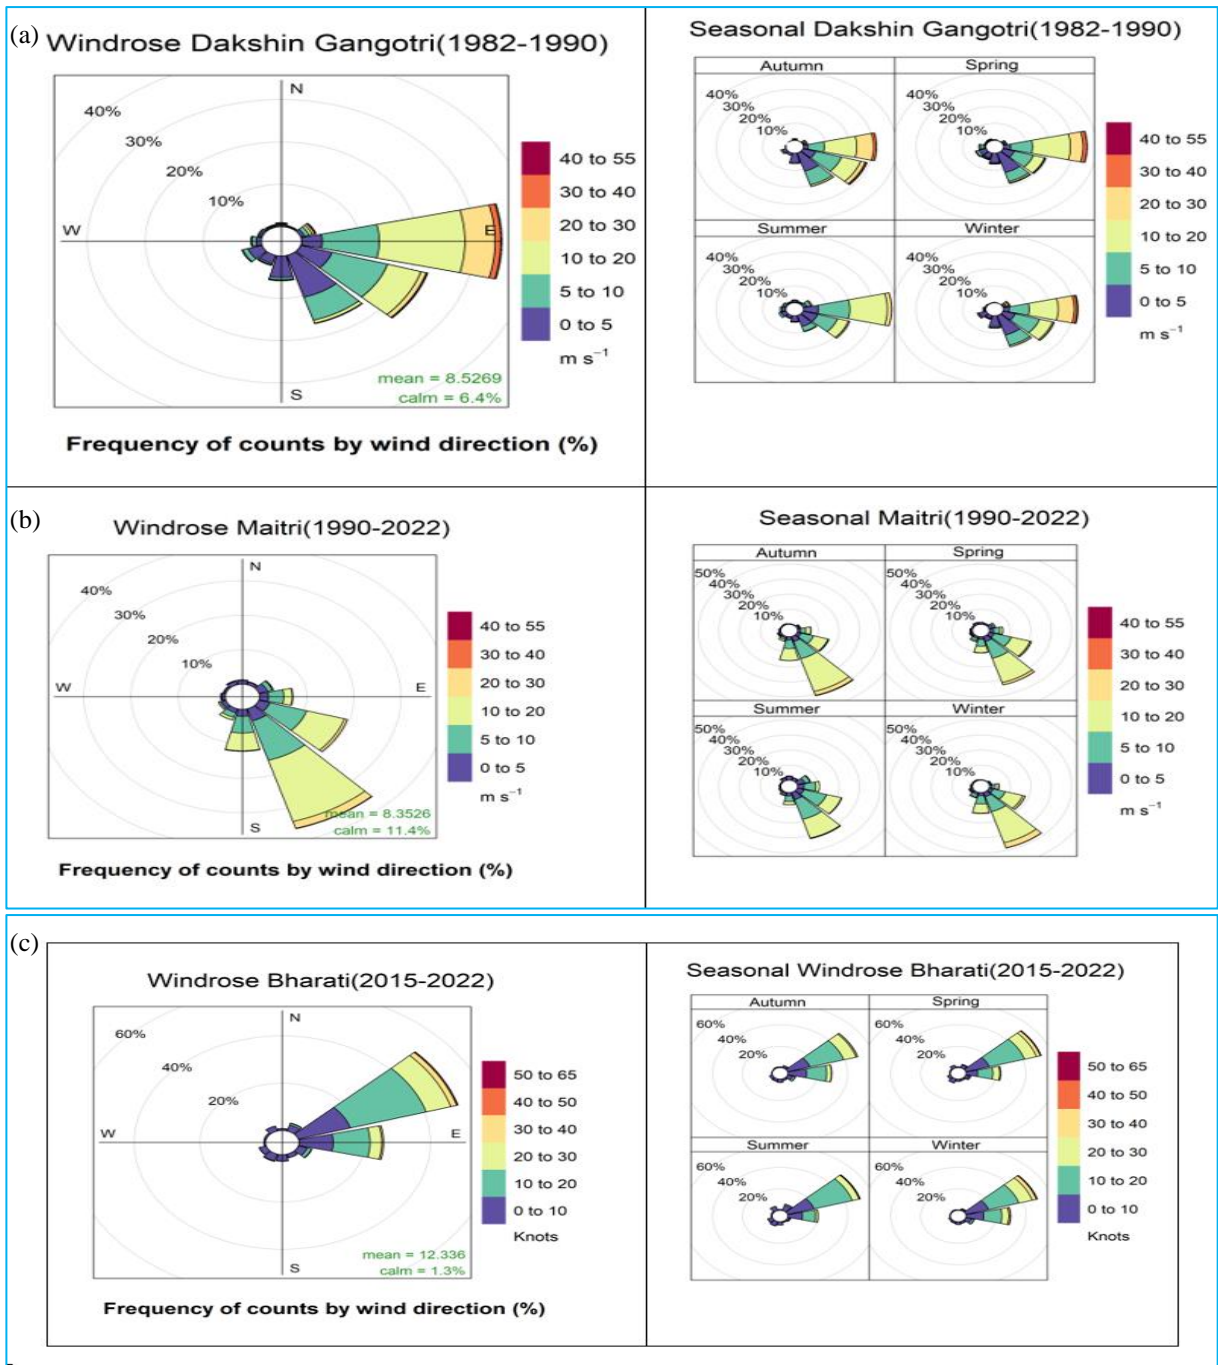 (a)
Windrose Dakshin Gangotri(1982-1990)
N
40%
30%
20%
10%
W
E
S
mean = 8.5269
calm = 6.4%
40 to 55
30 to 40
20 to 30
10 to 20
5 to 10
0 to 5
m s⁻¹
Frequency of counts by wind direction (%)
Seasonal Dakshin Gangotri(1982-1990)
Autumn
40%
30%
20%
10%
Spring
40%
30%
20%
10%
Summer
40%
30%
20%
10%
Winter
40%
30%
20%
10%
40 to 55
30 to 40
20 to 30
10 to 20
5 to 10
0 to 5
m s⁻¹
(b)
Windrose Maitri(1990-2022)
N
40%
30%
20%
10%
W
E
S
mean = 8.3526
calm = 11.4%
40 to 55
30 to 40
20 to 30
10 to 20
5 to 10
0 to 5
m s⁻¹
Frequency of counts by wind direction (%)
Seasonal Maitri(1990-2022)
Autumn
50%
40%
30%
20%
10%
Spring
50%
40%
30%
20%
10%
Summer
50%
40%
30%
20%
10%
Winter
50%
40%
30%
20%
10%
40 to 55
30 to 40
20 to 30
10 to 20
5 to 10
0 to 5
m s⁻¹
(c)
Windrose Bharati(2015-2022)
N
60%
40%
20%
W
E
S
mean = 12.336
calm = 1.3%
50 to 65
40 to 50
30 to 40
20 to 30
10 to 20
0 to 10
Knots
Frequency of counts by wind direction (%)
Seasonal Windrose Bharati(2015-2022)
Autumn
60%
40%
20%
Spring
60%
40%
20%
Summer
60%
40%
20%
Winter
60%
40%
20%
50 to 65
40 to 50
30 to 40
20 to 30
10 to 20
0 to 10
Knots